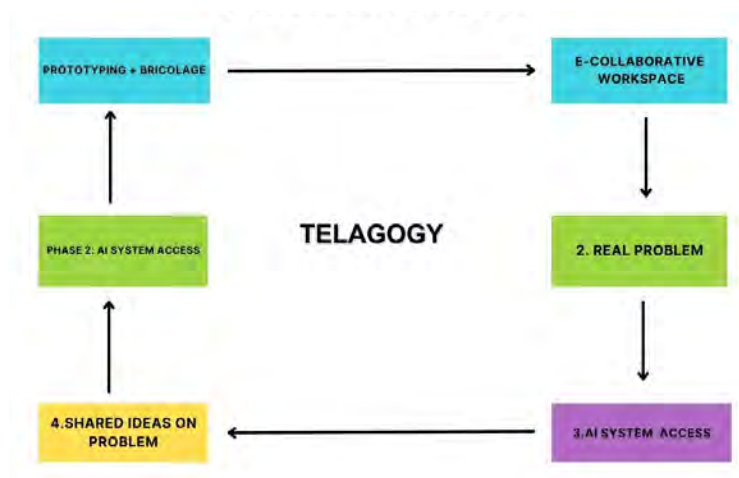 PROTOTYPING + BRICOLAGE
E-COLLABORATIVE
WORKSPACE
PHASE 2: AI SYSTEM ACCESS
TELAGOGY
2. REAL PROBLEM
4.SHARED IDEAS ON
PROBLEM
3.AI SYSTEM ACCESS